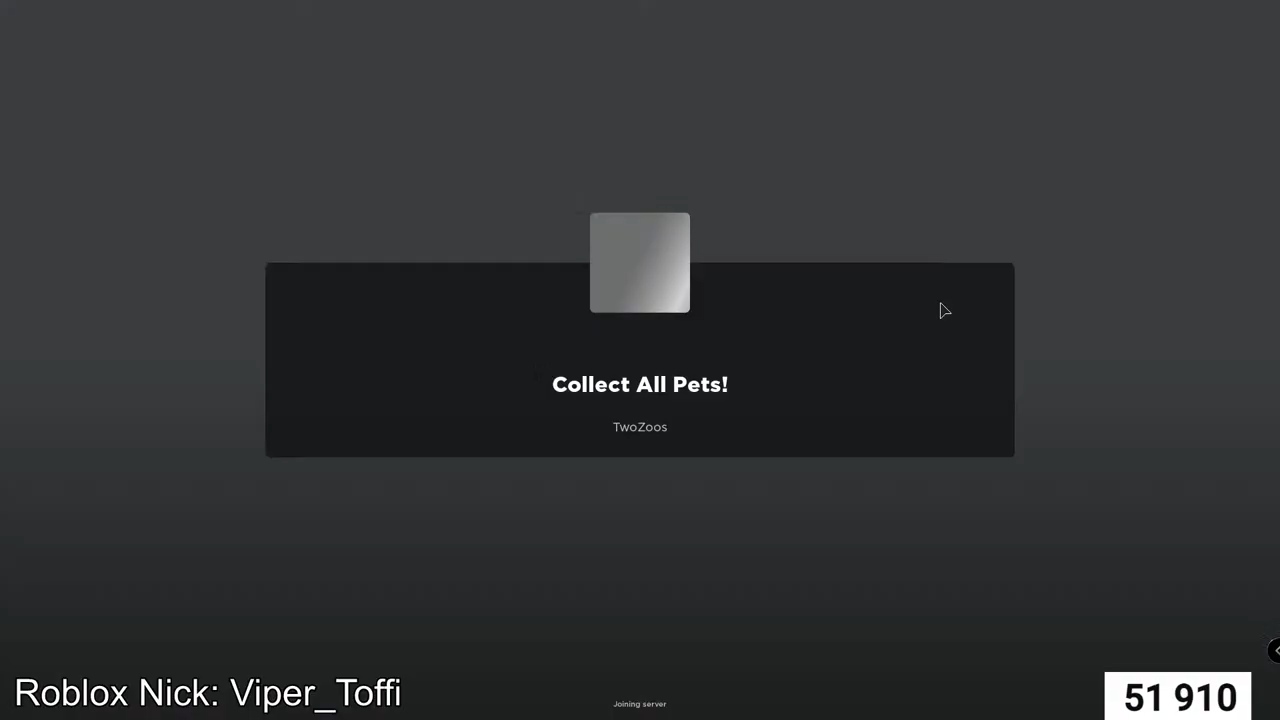 Collect All Pets!
TwoZoos
Roblox Nick: Viper_Toffi
Joining server
51 910